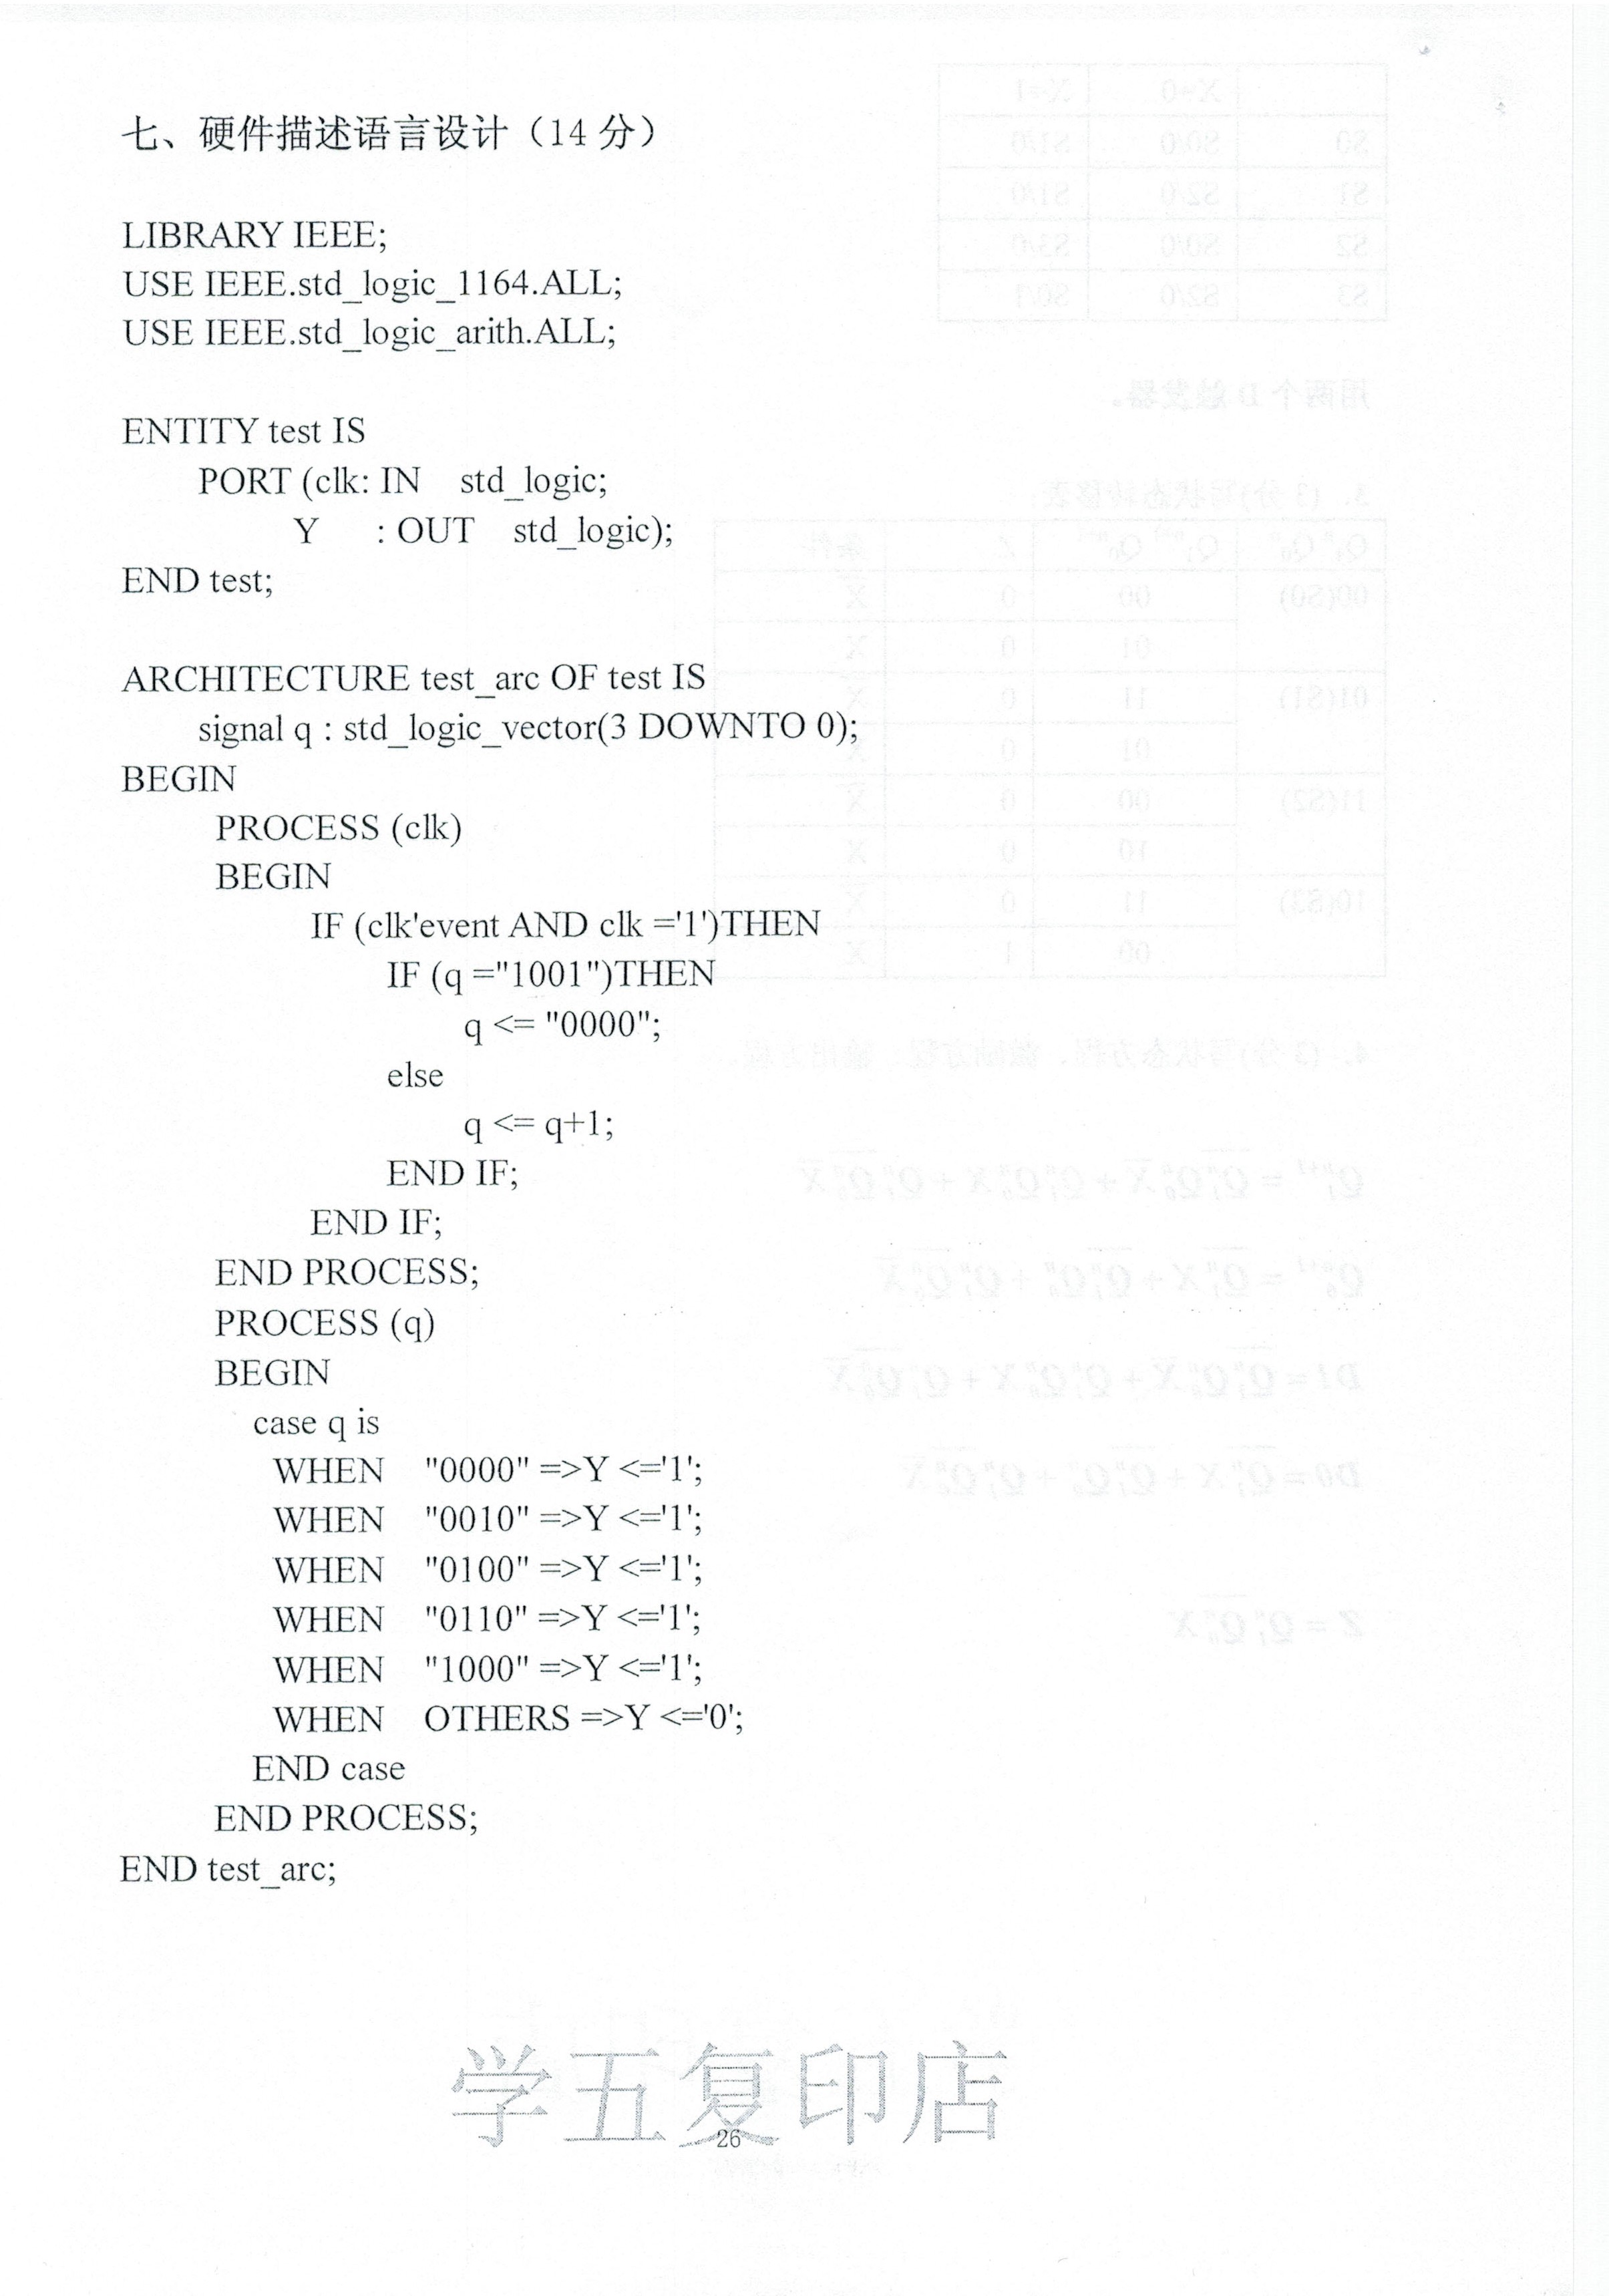 七、硬件描述语言设计（14 分）
LIBRARY IEEE;
USE IEEE.std_logic_1164.ALL;
USE IEEE.std_logic_arith.ALL;
ENTITY test IS
PORT (clk: IN std_logic;
Y : OUT std_logic);
END test;
ARCHITECTURE test_arc OF test IS
signal q : std_logic_vector(3 DOWNTO 0);
BEGIN
PROCESS (clk)
BEGIN
IF (clk'event AND clk ='1')THEN
IF (q ="1001")THEN
q <= "0000";
else
q <= q+1;
END IF;
END IF;
END PROCESS;
PROCESS (q)
BEGIN
case q is
WHEN "0000" =>Y <='1';
WHEN "0010" =>Y <='1';
WHEN "0100" =>Y <='1';
WHEN "0110" =>Y <='1';
WHEN "1000" =>Y <='1';
WHEN OTHERS =>Y <='0';
END case
END PROCESS;
END test_arc;
学五复印店
26